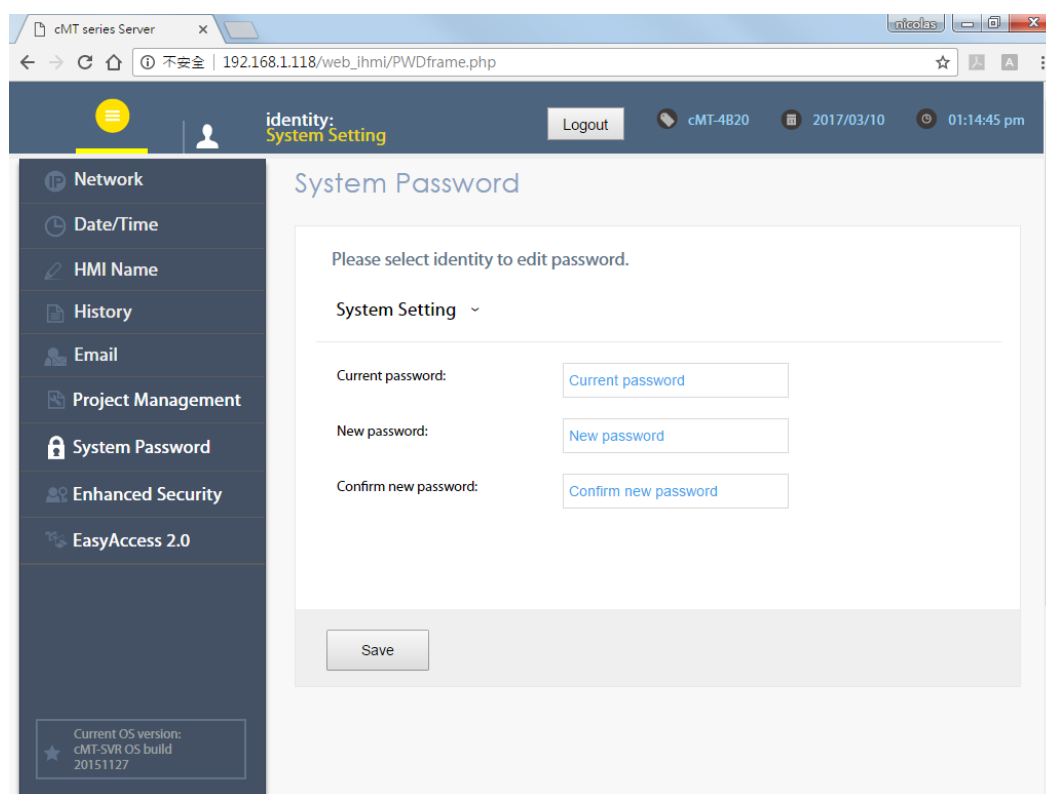 cMT series Server
nicolas
不安全 192.168.1.118/web_ihmi/PWDframe.php
identity:
System Setting
Logout
cMT-4B20
2017/03/10
01:14:45 pm
Network
Date/Time
HMI Name
History
Email
Project Management
System Password
Enhanced Security
EasyAccess 2.0
Current OS version:
cMT-SVR OS build
20151127
System Password
Please select identity to edit password.
System Setting
Current password: Current password
New password: New password
Confirm new password: Confirm new password
Save